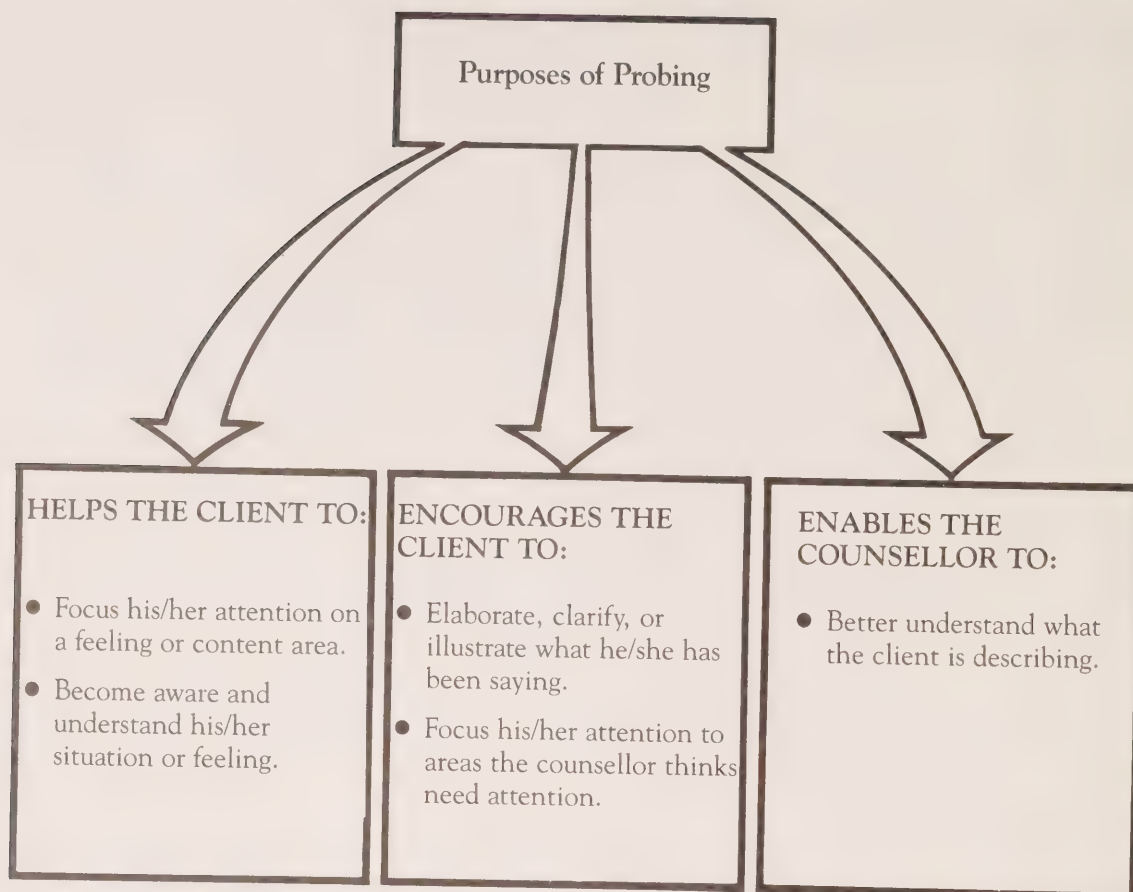 Purposes of Probing
HELPS THE CLIENT TO:
● Focus his/her attention on
a feeling or content area.
● Become aware and
understand his/her
situation or feeling.
ENCOURAGES THE
CLIENT TO:
● Elaborate, clarify, or
illustrate what he/she has
been saying.
● Focus his/her attention to
areas the counsellor thinks
need attention.
ENABLES THE
COUNSELLOR TO:
● Better understand what
the client is describing.